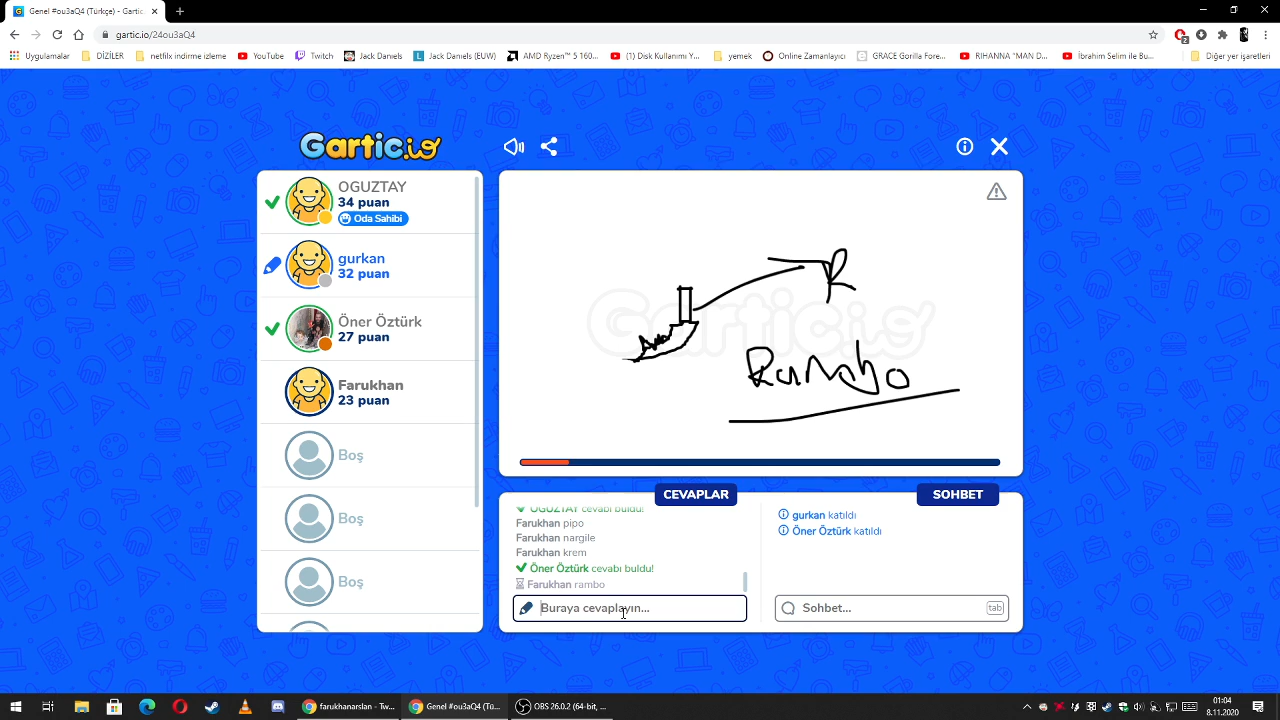 Genel #ou3aQ4 (Türkçe) - Gartic.
gartic.io/24ou3aQ4
Uygulamalar DİZİLER netflix indirme izleme YouTube Twitch Jack Daniels Jack Daniels (EUW) AMD Ryzen™ 5 160... (1) Disk Kullanımı Y... yemek Online Zamanlayıcı GRACE Gorilla Fore... RIHANNA "MAN D... İbrahim Selim ile Bu... Diğer yer işaretleri
Gartic.io
OGUZTAY
34 puan
Oda Sahibi
gurkan
32 puan
Öner Öztürk
27 puan
Farukhan
23 puan
Boş
Boş
Boş
Gartic.io
R
Rambo
CEVAPLAR
OGUZTAY cevabı buldu!
Farukhan pipo
Farukhan nargile
Farukhan krem
Öner Öztürk cevabı buldu!
Farukhan rambo
Buraya cevaplayın...
SOHBET
gurkan katıldı
Öner Öztürk katıldı
Sohbet... tab
farukhanarslan - Tw... Genel #ou3aQ4 (Tü... OBS 26.0.2 (64-bit, ...
01:04
8.11.2020